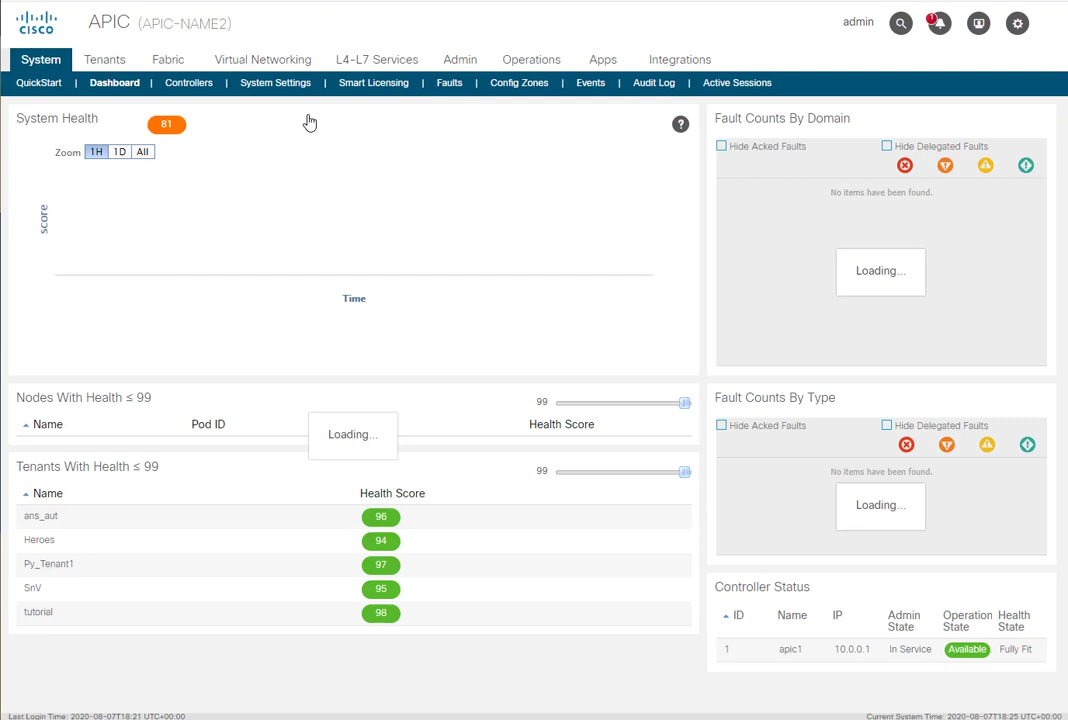 CISCO
APIC (APIC-NAME2)
admin
1
System Tenants Fabric Virtual Networking L4-L7 Services Admin Operations Apps Integrations
QuickStart | Dashboard | Controllers | System Settings | Smart Licensing | Faults | Config Zones | Events | Audit Log | Active Sessions
System Health 81 ?
Zoom 1H 1D All
score
Time
Nodes With Health ≤ 99 99
Name Pod ID Health Score
Loading...
Tenants With Health ≤ 99 99
Name Health Score
ans_aut 96
Heroes 94
Py_Tenant1 97
SnV 95
tutorial 98
Fault Counts By Domain
Hide Acked Faults Hide Delegated Faults
No items have been found.
Loading...
Fault Counts By Type
Hide Acked Faults Hide Delegated Faults
No items have been found.
Loading...
Controller Status
ID Name IP Admin State Operation State Health State
1 apic1 10.0.0.1 In Service Available Fully Fit
Last Login Time: 2020-08-07T18:21 UTC+00:00
Current System Time: 2020-08-07T18:25 UTC+00:00